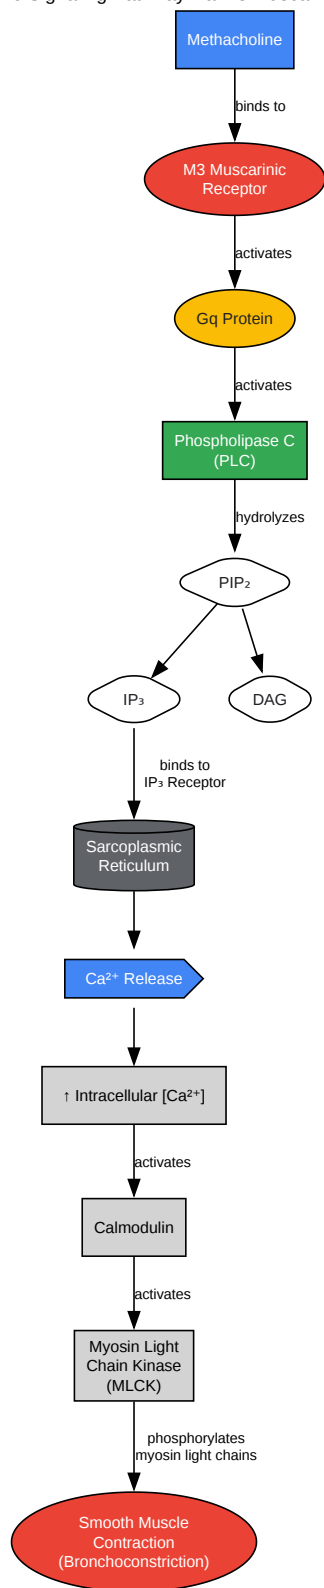 Methacholine
binds to
M3 Muscarinic
Receptor
activates
Gq Protein
activates
Phospholipase C
(PLC)
hydrolyzes
PIP₂
IP₃
DAG
binds to
IP₃ Receptor
Sarcoplasmic
Reticulum
Ca²⁺ Release
↑ Intracellular [Ca²⁺]
activates
Calmodulin
activates
Myosin Light
Chain Kinase
(MLCK)
phosphorylates
myosin light chains
Smooth Muscle
Contraction
(Bronchoconstriction)